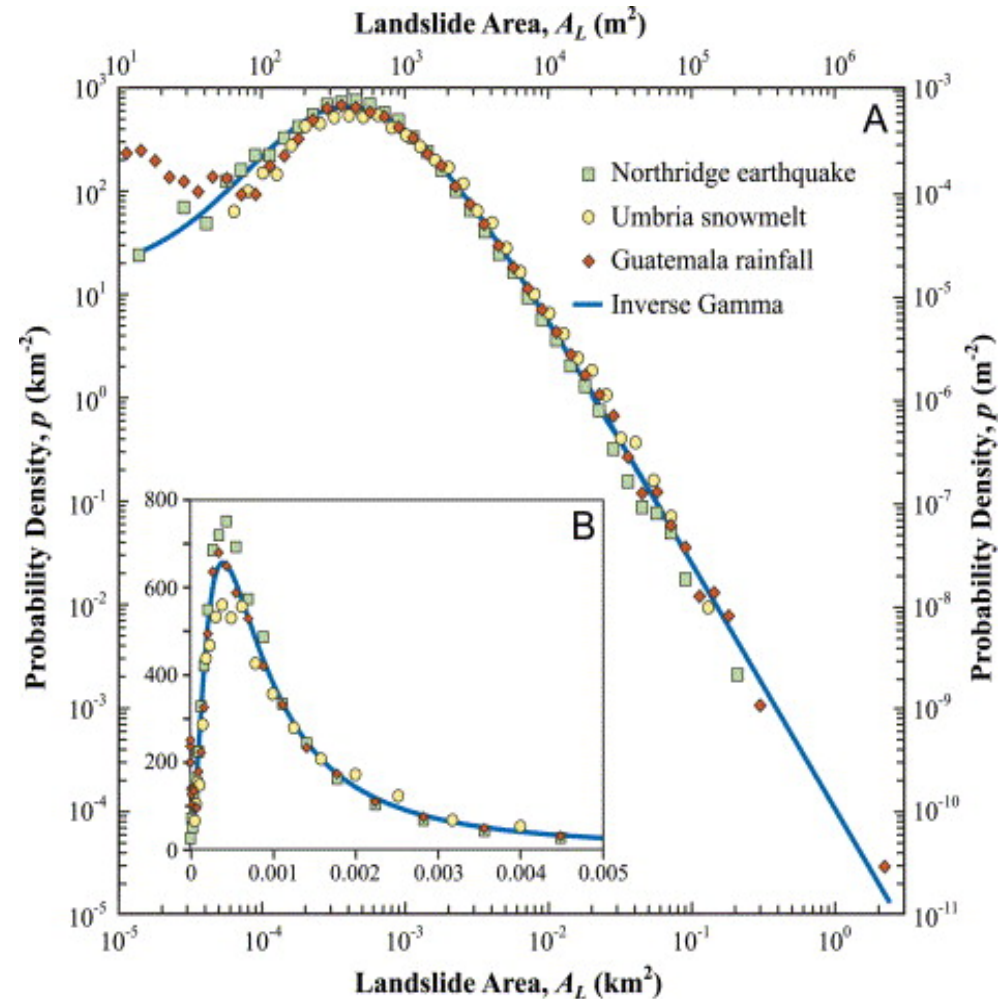 Landslide Area, A_L (m²)
10¹ 10² 10³ 10⁴ 10⁵ 10⁶
A
10³ 10⁻³
10² 10⁻⁴
10¹ 10⁻⁵
10⁰ 10⁻⁶
10⁻¹ 10⁻⁷
10⁻² 10⁻⁸
10⁻³ 10⁻⁹
10⁻⁴ 10⁻¹⁰
10⁻⁵ 10⁻¹¹
Probability Density, p (km⁻²)
Probability Density, p (m⁻²)
Northridge earthquake
Umbria snowmelt
Guatemala rainfall
Inverse Gamma
B
800
600
400
200
0
0 0.001 0.002 0.003 0.004 0.005
10⁻⁵ 10⁻⁴ 10⁻³ 10⁻² 10⁻¹ 10⁰
Landslide Area, A_L (km²)